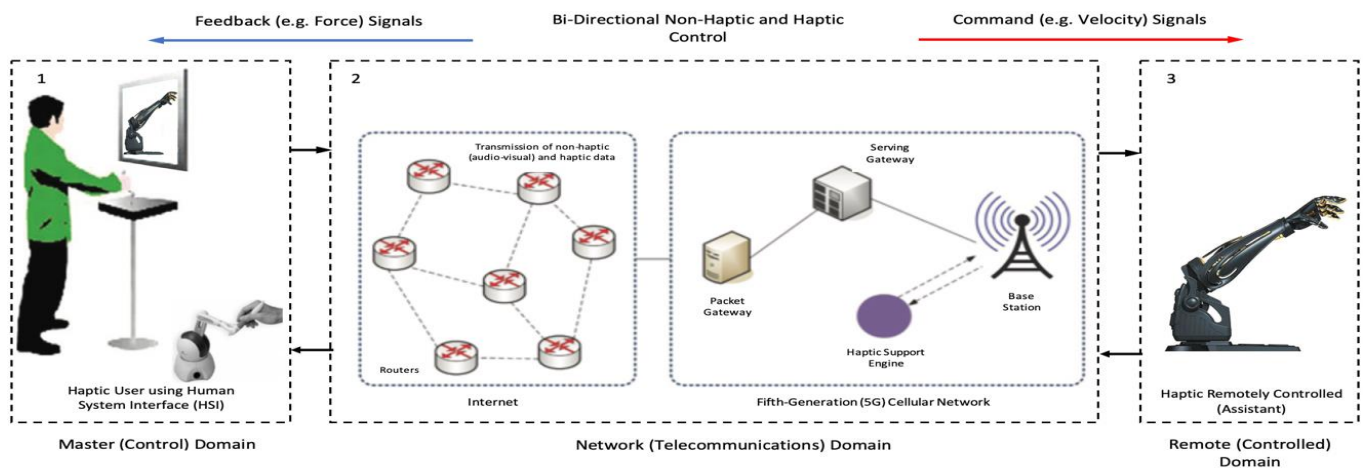 Feedback (e.g. Force) Signals
Bi-Directional Non-Haptic and Haptic
Control
Command (e.g. Velocity) Signals
1
2
3
Transmission of non-haptic
(audio-visual) and haptic data
Serving
Gateway
Packet
Gateway
Base
Station
Haptic Support
Engine
Routers
Haptic User using Human
System Interface (HSI)
Internet
Fifth-Generation (5G) Cellular Network
Haptic Remotely Controlled
(Assistant)
Master (Control) Domain
Network (Telecommunications) Domain
Remote (Controlled)
Domain